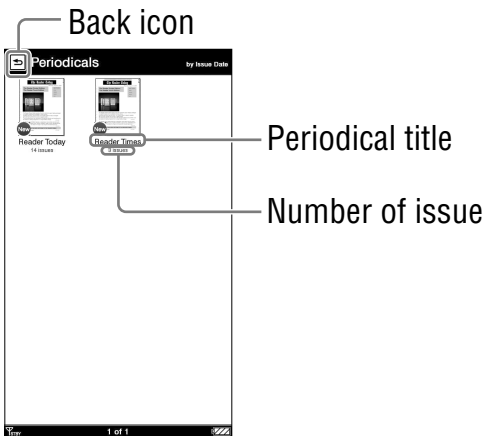 Back icon
Periodicals
by Issue Date
New
New
Reader Today
Reader Times
14 issues
issues
Periodical title
Number of issue
1 of 1